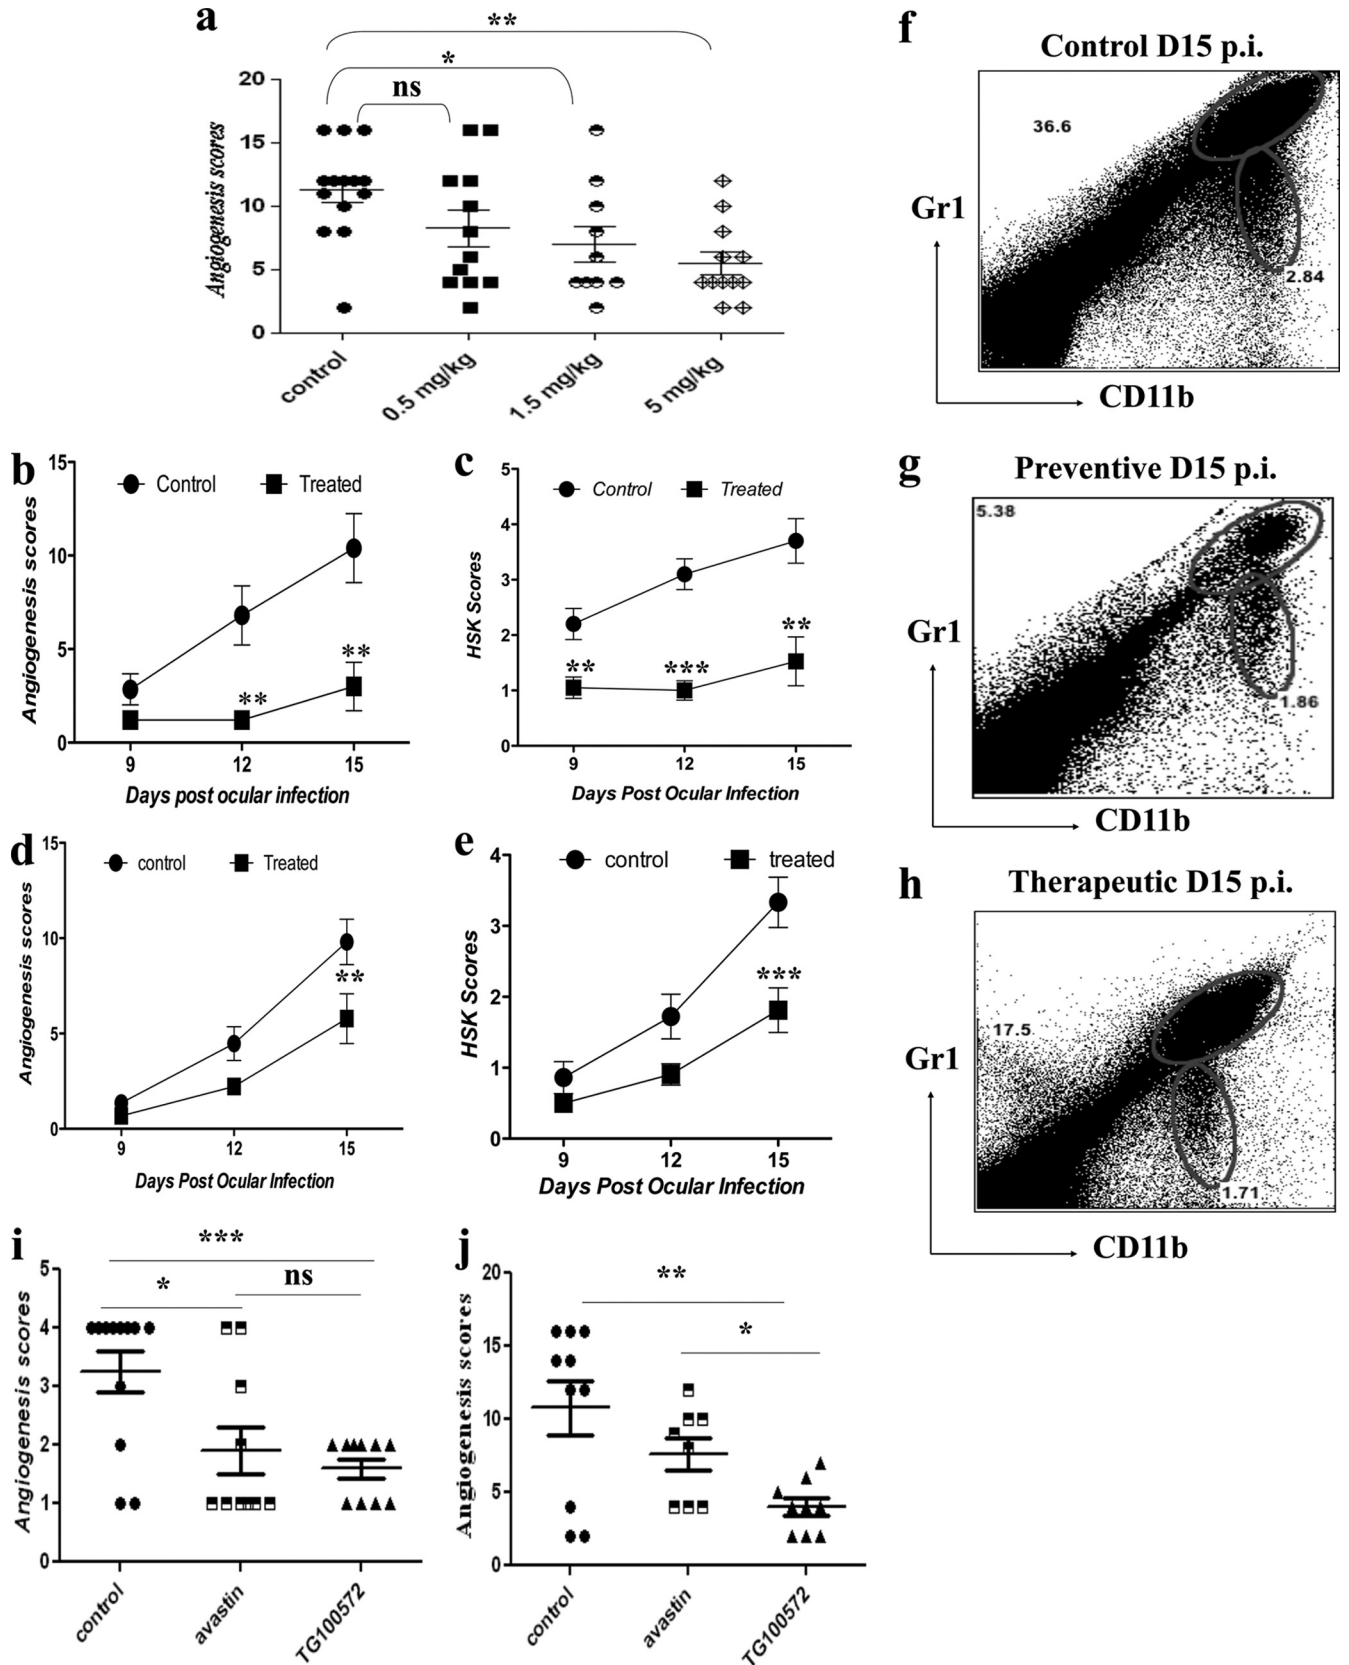 a
**
*
ns
20
15
10
5
0
Angiogenesis scores
control
0.5 mg/kg
1.5 mg/kg
5 mg/kg
b
Control
Treated
15
10
5
0
Angiogenesis scores
**
**
9
12
15
Days post ocular infection
c
Control
Treated
5
4
3
2
1
0
HSK Scores
**
***
**
9
12
15
Days Post Ocular Infection
d
control
Treated
15
10
5
0
Angiogenesis scores
**
9
12
15
Days Post Ocular Infection
e
control
treated
4
3
2
1
0
HSK Scores
***
9
12
15
Days Post Ocular Infection
f
Control D15 p.i.
36.6
2.84
Gr1
CD11b
g
Preventive D15 p.i.
5.38
1.86
Gr1
CD11b
h
Therapeutic D15 p.i.
17.5
1.71
Gr1
CD11b
i
***
*
ns
5
4
3
2
1
0
Angiogenesis scores
control
avastin
TG100572
j
**
*
20
15
10
5
0
Angiogenesis scores
control
avastin
TG100572